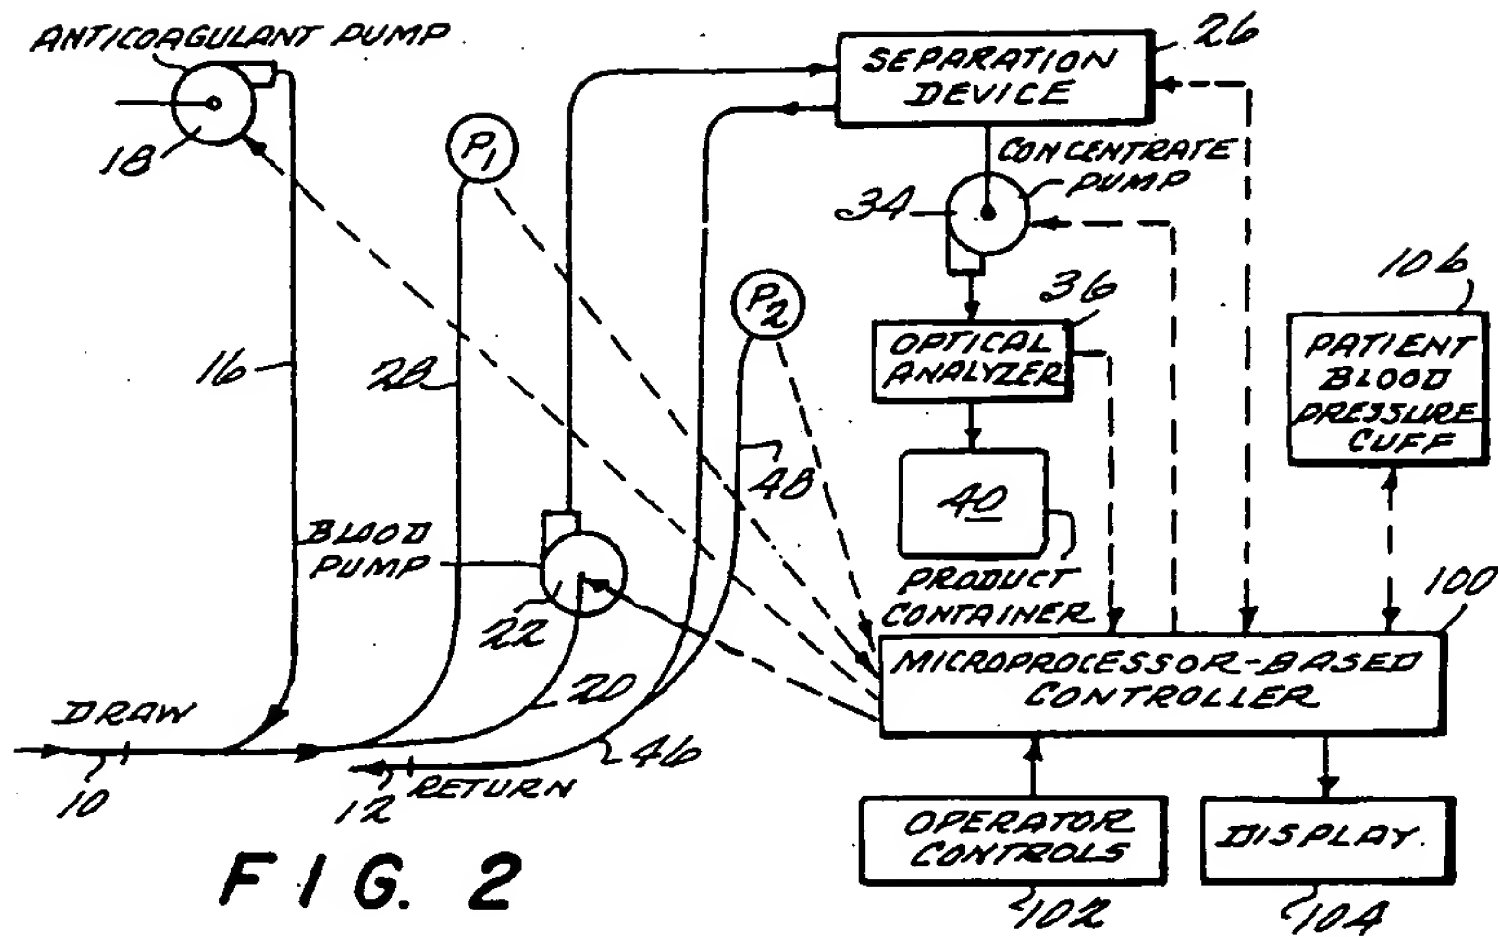 ANTICOAGULANT PUMP
18
P1
16
28
SEPARATION
DEVICE
26
CONCENTRATE
PUMP
34
P2
36
OPTICAL
ANALYZER
106
PATIENT
BLOOD
PRESSURE
CUFF
48
40
PRODUCT
CONTAINER
BLOOD
PUMP
22
100
MICROPROCESSOR-BASED
CONTROLLER
20
DRAW
10
46
12
RETURN
OPERATOR
CONTROLS
102
DISPLAY
104
FIG. 2